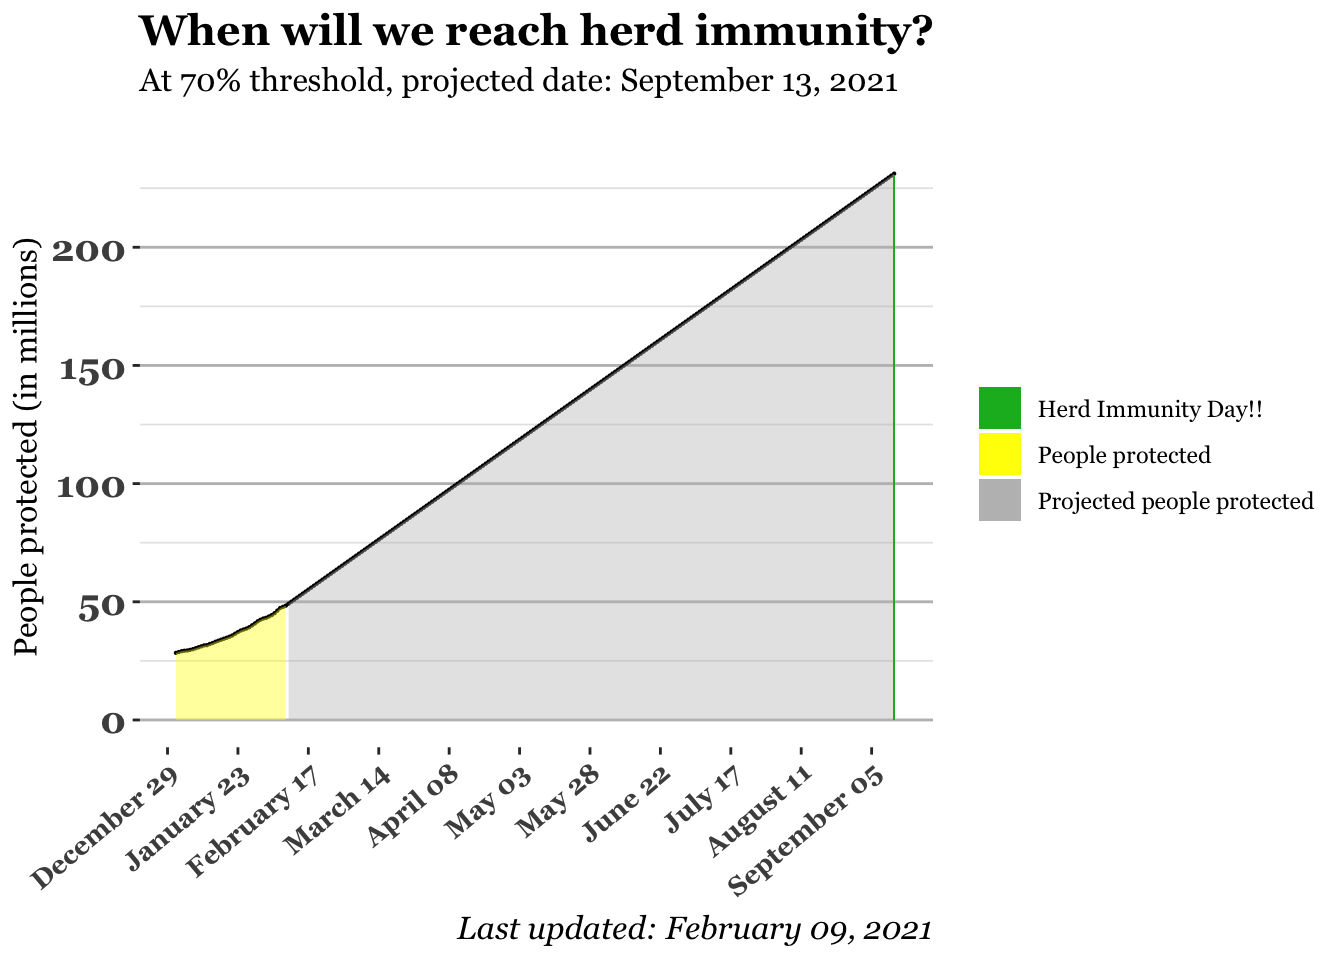 When will we reach herd immunity?
At 70% threshold, projected date: September 13, 2021
People protected (in millions)
200
150
100
50
0
December 29
January 23
February 17
March 14
April 08
May 03
May 28
June 22
July 17
August 11
September 05
Herd Immunity Day!!
People protected
Projected people protected
Last updated: February 09, 2021